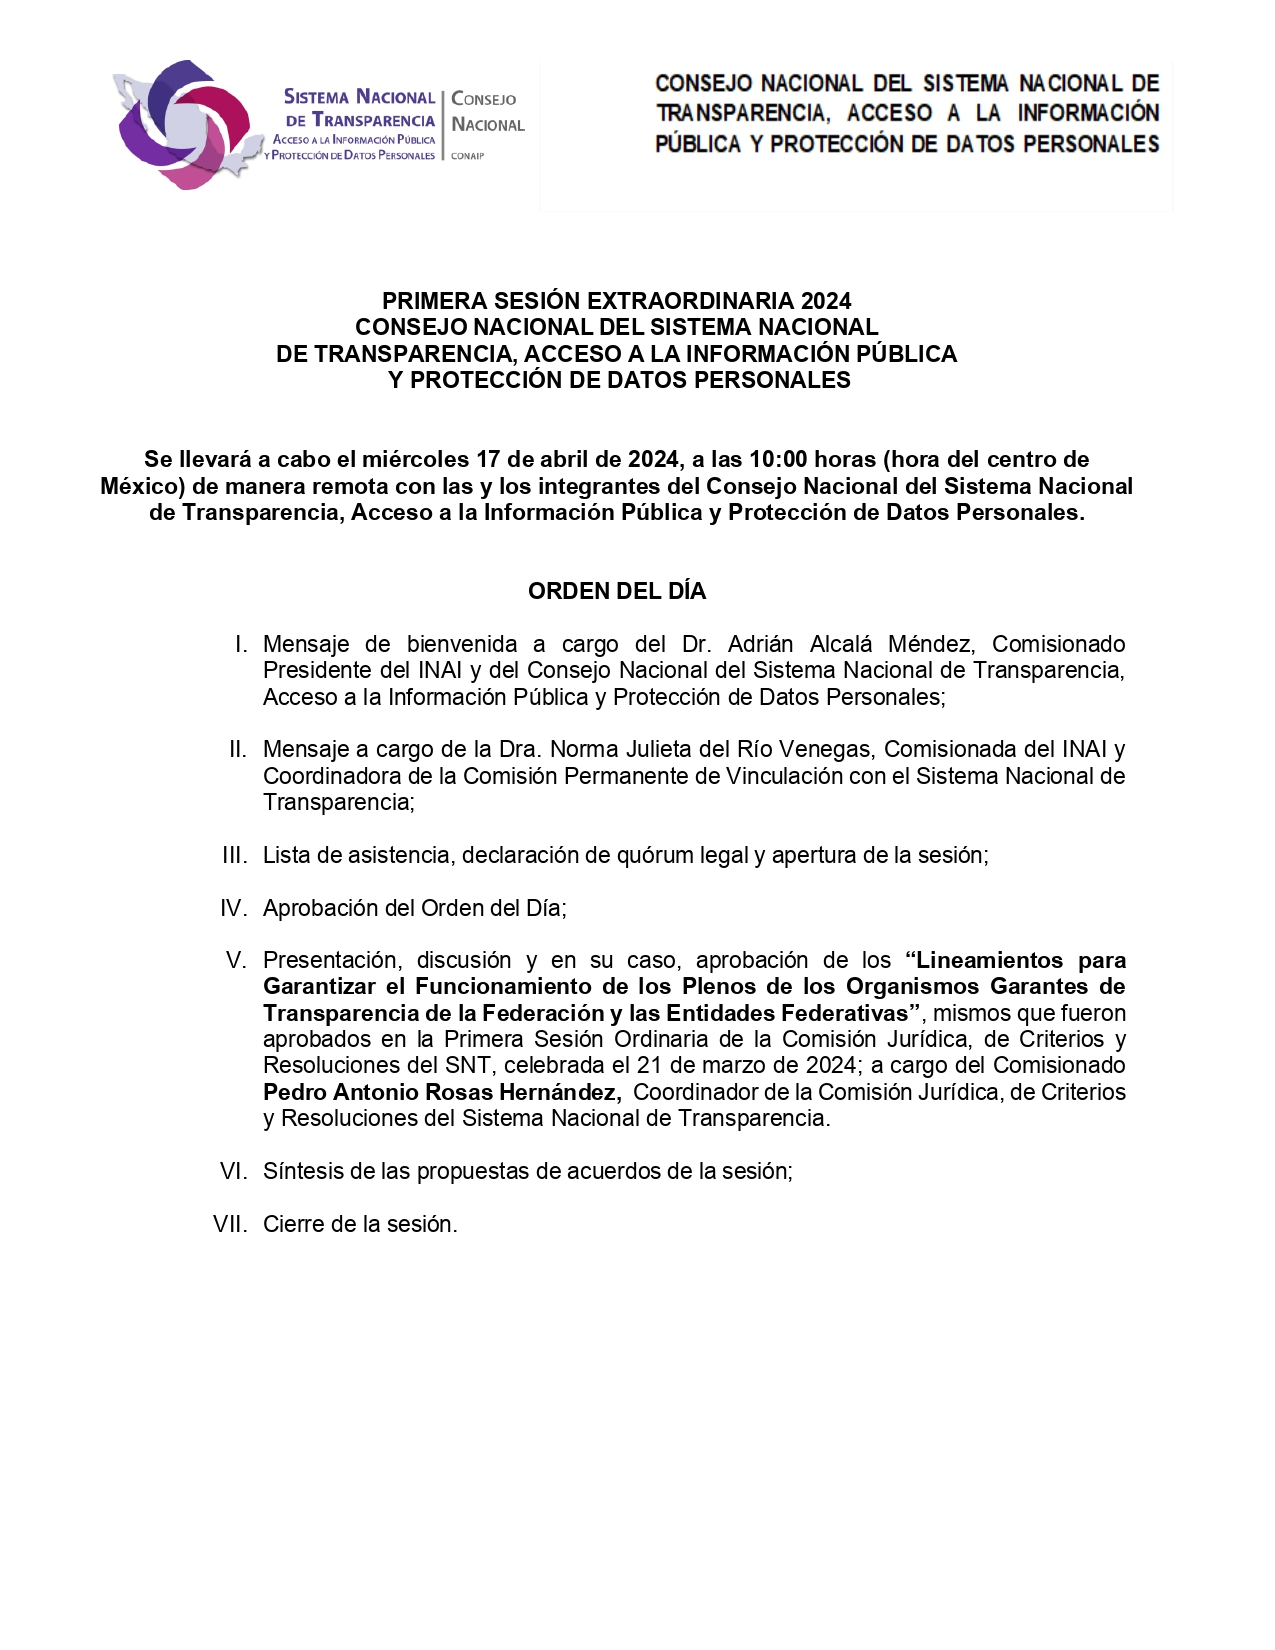 SISTEMA NACIONAL
DE TRANSPARENCIA
ACCESO A LA INFORMACIÓN PÚBLICA
Y PROTECCIÓN DE DATOS PERSONALES
CONSEJO
NACIONAL
CONAIP
CONSEJO NACIONAL DEL SISTEMA NACIONAL DE
TRANSPARENCIA, ACCESO A LA INFORMACIÓN
PÚBLICA Y PROTECCIÓN DE DATOS PERSONALES
PRIMERA SESIÓN EXTRAORDINARIA 2024
CONSEJO NACIONAL DEL SISTEMA NACIONAL
DE TRANSPARENCIA, ACCESO A LA INFORMACIÓN PÚBLICA
Y PROTECCIÓN DE DATOS PERSONALES
Se llevará a cabo el miércoles 17 de abril de 2024, a las 10:00 horas (hora del centro de
México) de manera remota con las y los integrantes del Consejo Nacional del Sistema Nacional
de Transparencia, Acceso a la Información Pública y Protección de Datos Personales.
ORDEN DEL DÍA
I. Mensaje de bienvenida a cargo del Dr. Adrián Alcalá Méndez, Comisionado
Presidente del INAI y del Consejo Nacional del Sistema Nacional de Transparencia,
Acceso a la Información Pública y Protección de Datos Personales;
II. Mensaje a cargo de la Dra. Norma Julieta del Río Venegas, Comisionada del INAI y
Coordinadora de la Comisión Permanente de Vinculación con el Sistema Nacional de
Transparencia;
III. Lista de asistencia, declaración de quórum legal y apertura de la sesión;
IV. Aprobación del Orden del Día;
V. Presentación, discusión y en su caso, aprobación de los “Lineamientos para
Garantizar el Funcionamiento de los Plenos de los Organismos Garantes de
Transparencia de la Federación y las Entidades Federativas”, mismos que fueron
aprobados en la Primera Sesión Ordinaria de la Comisión Jurídica, de Criterios y
Resoluciones del SNT, celebrada el 21 de marzo de 2024; a cargo del Comisionado
Pedro Antonio Rosas Hernández, Coordinador de la Comisión Jurídica, de Criterios
y Resoluciones del Sistema Nacional de Transparencia.
VI. Síntesis de las propuestas de acuerdos de la sesión;
VII. Cierre de la sesión.